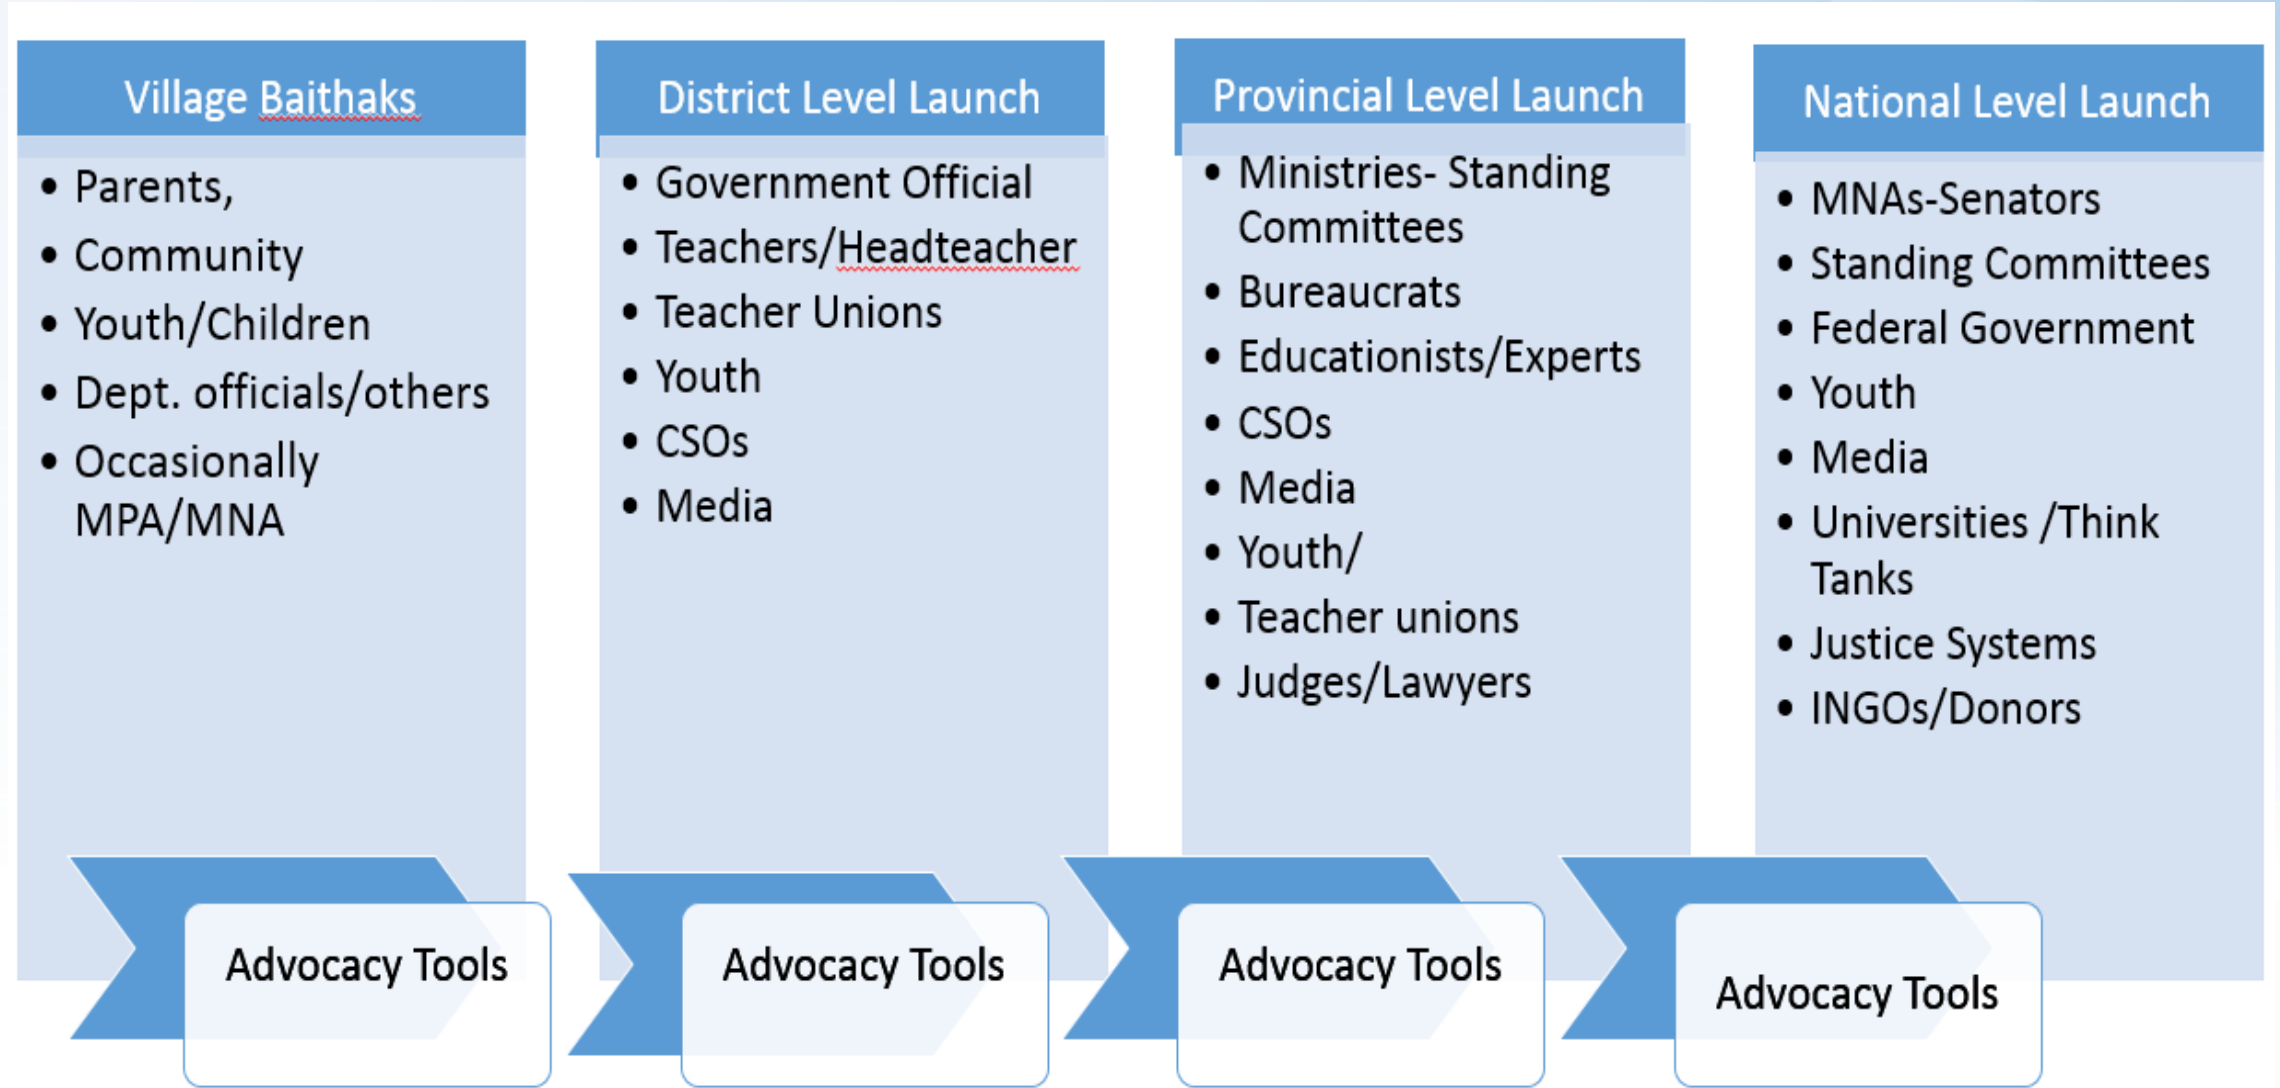 Village Baithaks
• Parents,
• Community
• Youth/Children
• Dept. officials/others
• Occasionally
MPA/MNA
Advocacy Tools
District Level Launch
• Government Official
• Teachers/Headteacher
• Teacher Unions
• Youth
• CSOs
• Media
Advocacy Tools
Provincial Level Launch
• Ministries- Standing
Committees
• Bureaucrats
• Educationists/Experts
• CSOs
• Media
• Youth/
• Teacher unions
• Judges/Lawyers
Advocacy Tools
National Level Launch
• MNAs-Senators
• Standing Committees
• Federal Government
• Youth
• Media
• Universities /Think
Tanks
• Justice Systems
• INGOs/Donors
Advocacy Tools